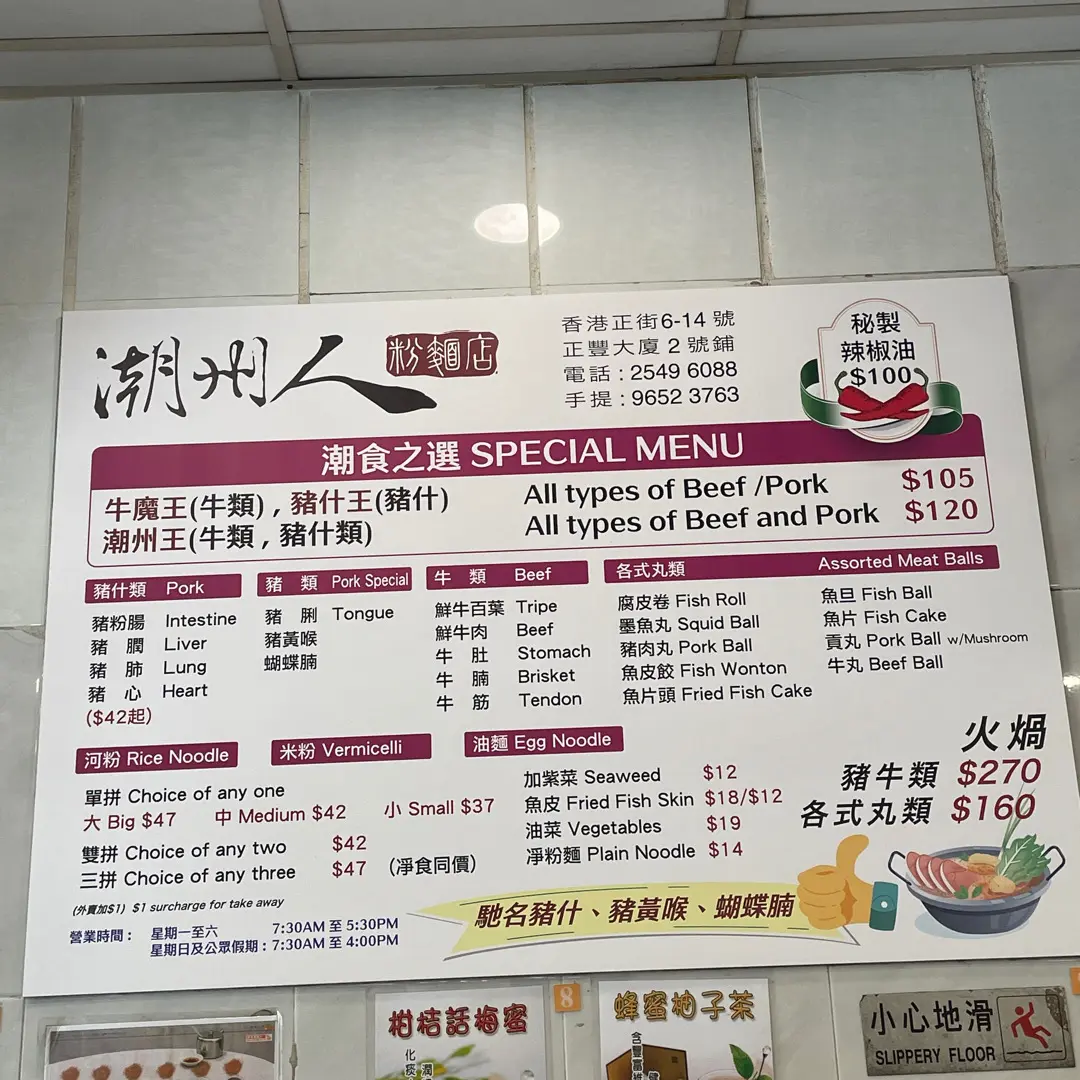 潮州人 粉麵店
香港正街6-14 號
正豐大廈 2 號鋪
電話 : 2549 6088
手提 : 9652 3763
秘製
辣椒油
$100
潮食之選 SPECIAL MENU
牛魔王(牛類) , 豬什王(豬什) All types of Beef /Pork $105
潮州王(牛類 , 豬什類) All types of Beef and Pork $120
豬什類 Pork
豬粉腸 Intestine
豬 膶 Liver
豬 肺 Lung
豬 心 Heart
($42起)
豬 類 Pork Special
豬 脷 Tongue
豬黃喉
蝴蝶腩
牛 類 Beef
鮮牛百葉 Tripe
鮮牛肉 Beef
牛 肚 Stomach
牛 腩 Brisket
牛 筋 Tendon
各式丸類 Assorted Meat Balls
腐皮卷 Fish Roll
墨魚丸 Squid Ball
豬肉丸 Pork Ball
魚皮餃 Fish Wonton
魚片頭 Fried Fish Cake
魚旦 Fish Ball
魚片 Fish Cake
貢丸 Pork Ball w/Mushroom
牛丸 Beef Ball
河粉 Rice Noodle
米粉 Vermicelli
油麵 Egg Noodle
單拼 Choice of any one
大 Big $47 中 Medium $42 小 Small $37
雙拼 Choice of any two $42
三拼 Choice of any three $47 (凈食同價)
(外賣加$1) $1 surcharge for take away
營業時間 : 星期一至六 7:30AM 至 5:30PM
星期日及公眾假期 : 7:30AM 至 4:00PM
加紫菜 Seaweed $12
魚皮 Fried Fish Skin $18/$12
油菜 Vegetables $19
凈粉麵 Plain Noodle $14
火煱
豬牛類 $270
各式丸類 $160
馳名豬什、豬黃喉、蝴蝶腩
柑桔話梅蜜
8
蜂蜜柚子茶
小心地滑
SLIPPERY FLOOR